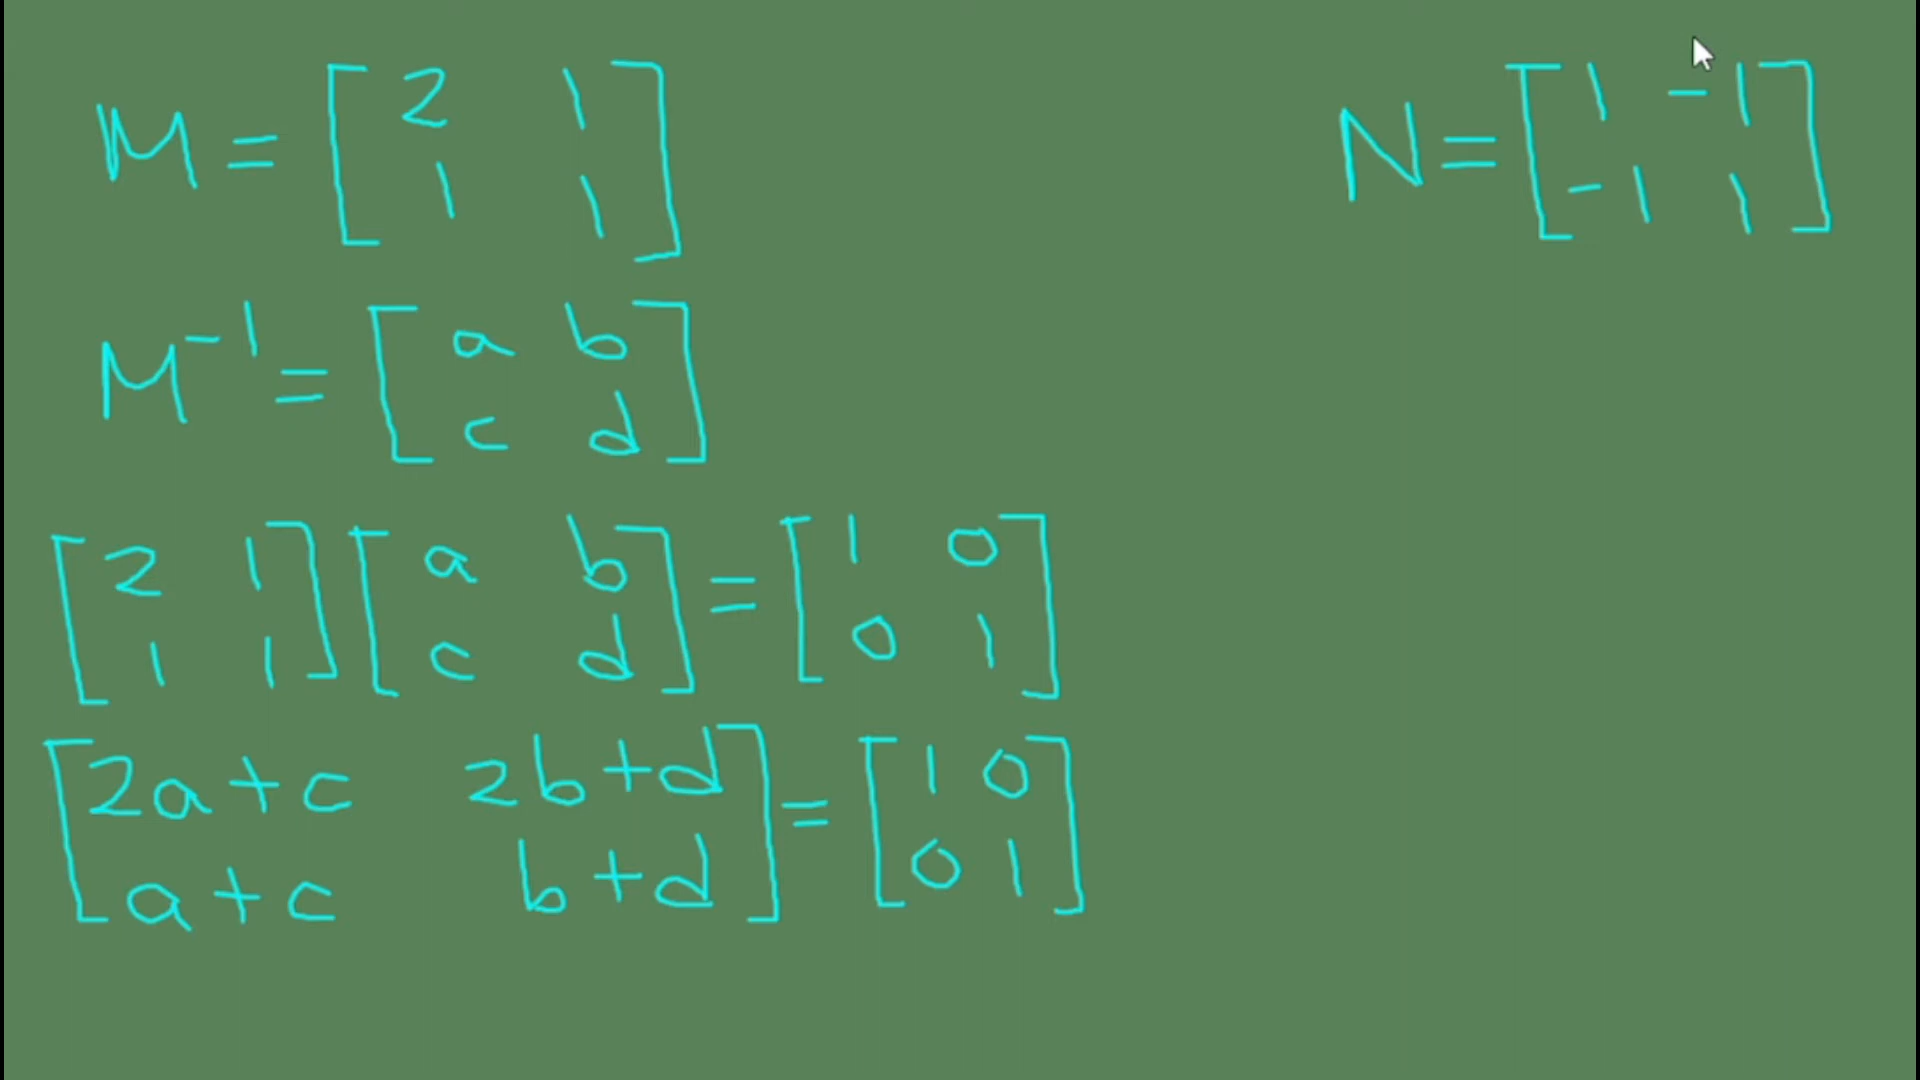 M = [2 1
1 1]
N = [1 -1
-1 1]
M⁻¹ = [a b
c d]
[2 1 [a b = [1 0
1 1] c d] 0 1]
[2a+c 2b+d = [1 0
a+c b+d] 0 1]